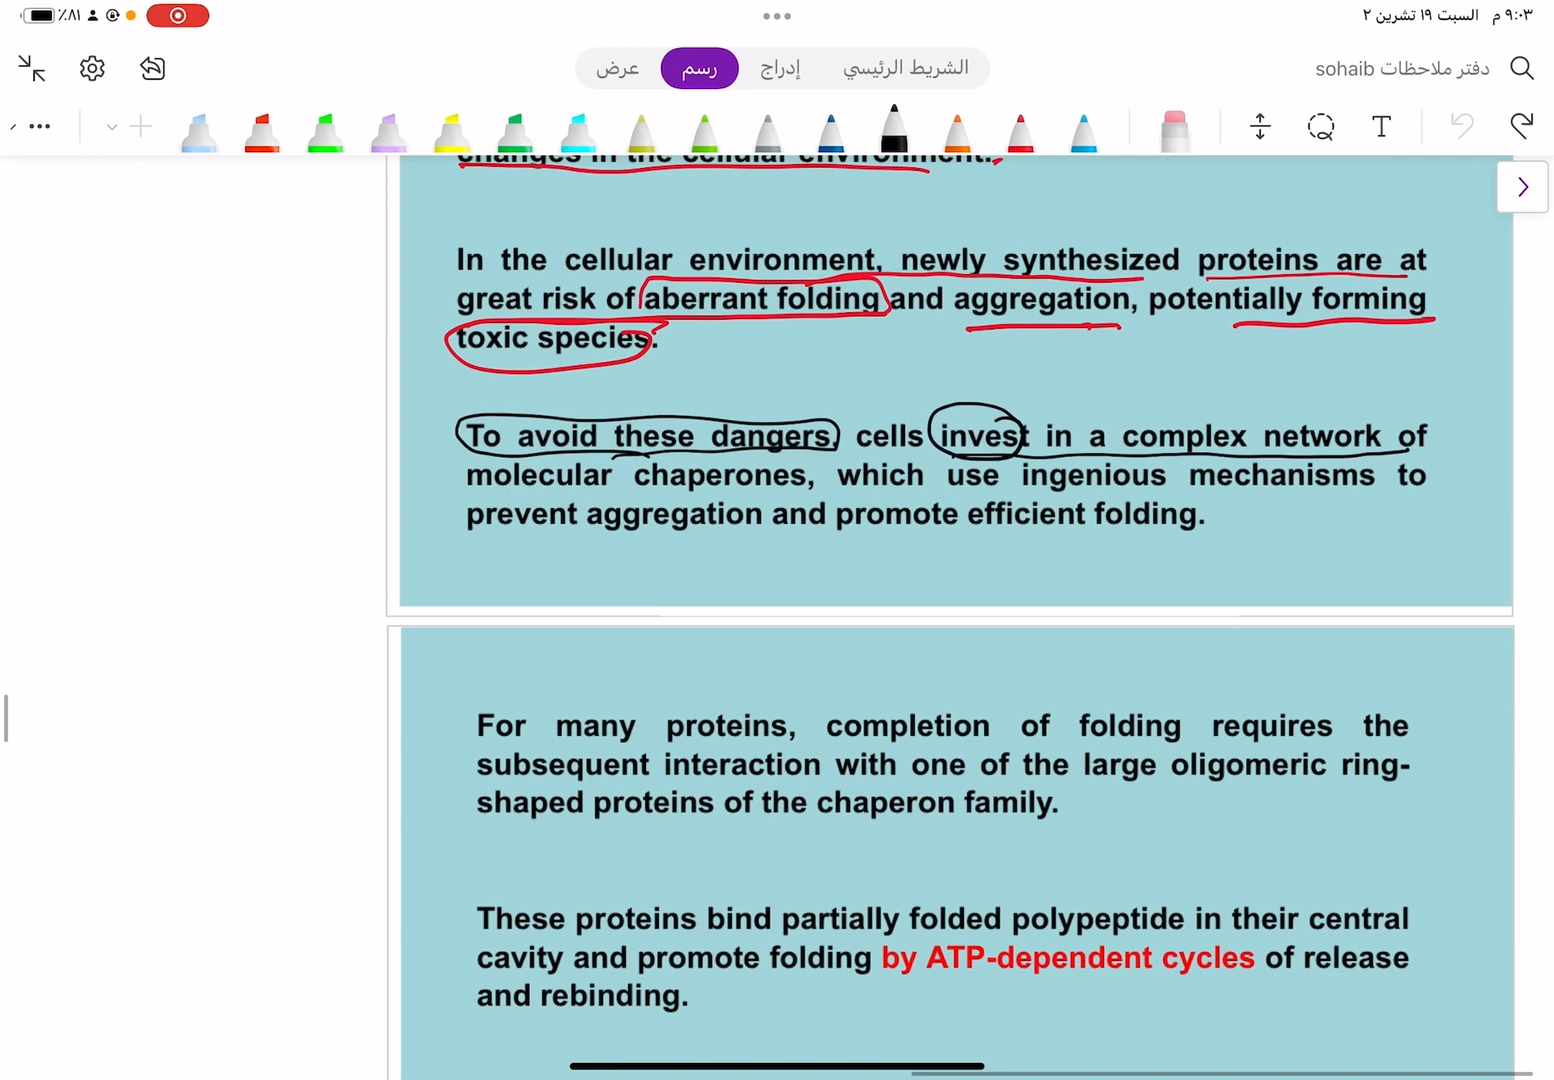 ٪٨١
السبت ١٩ تشرين ٢ ٩:٠٣ م
عرض رسم إدراج الشريط الرئيسي
دفتر ملاحظات sohaib
T
changes in the cellular environment.
In the cellular environment, newly synthesized proteins are at
great risk of aberrant folding and aggregation, potentially forming
toxic species.
To avoid these dangers, cells invest in a complex network of
molecular chaperones, which use ingenious mechanisms to
prevent aggregation and promote efficient folding.
For many proteins, completion of folding requires the
subsequent interaction with one of the large oligomeric ring-
shaped proteins of the chaperon family.
These proteins bind partially folded polypeptide in their central
cavity and promote folding by ATP-dependent cycles of release
and rebinding.